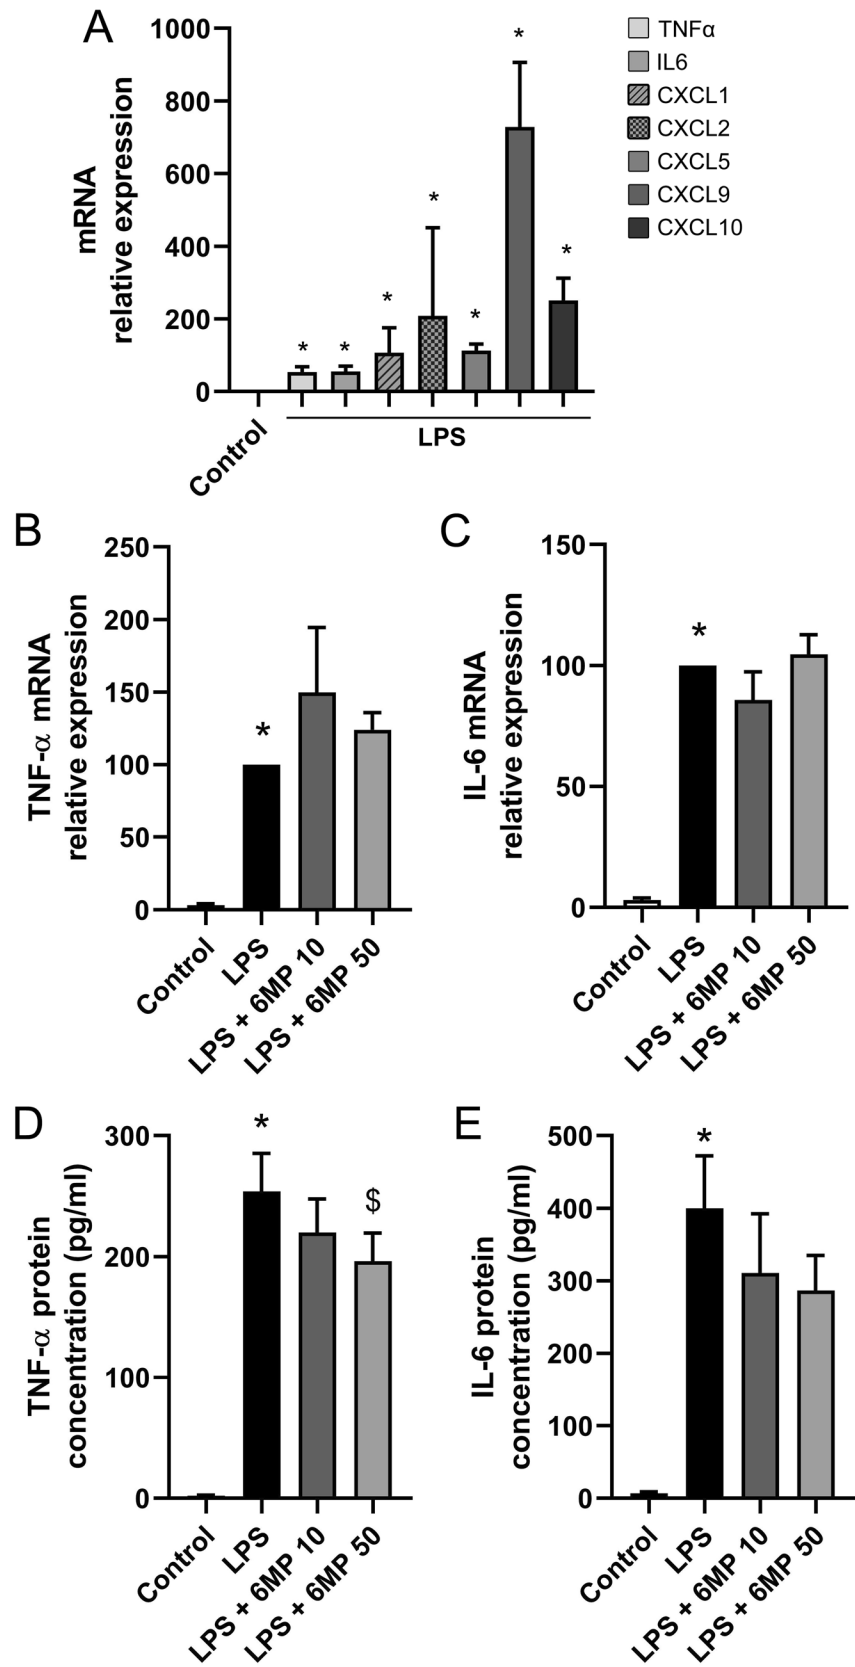 A
mRNA
relative expression
1000
800
600
400
200
0
*
*
*
*
*
*
*
Control
LPS
TNFα
IL6
CXCL1
CXCL2
CXCL5
CXCL9
CXCL10
B
TNF-α mRNA
relative expression
250
200
150
100
50
0
*
Control
LPS
LPS + 6MP 10
LPS + 6MP 50
C
IL-6 mRNA
relative expression
150
100
50
0
*
Control
LPS
LPS + 6MP 10
LPS + 6MP 50
D
TNF-α protein
concentration (pg/ml)
300
200
100
0
*
$
Control
LPS
LPS + 6MP 10
LPS + 6MP 50
E
IL-6 protein
concentration (pg/ml)
500
400
300
200
100
0
*
Control
LPS
LPS + 6MP 10
LPS + 6MP 50